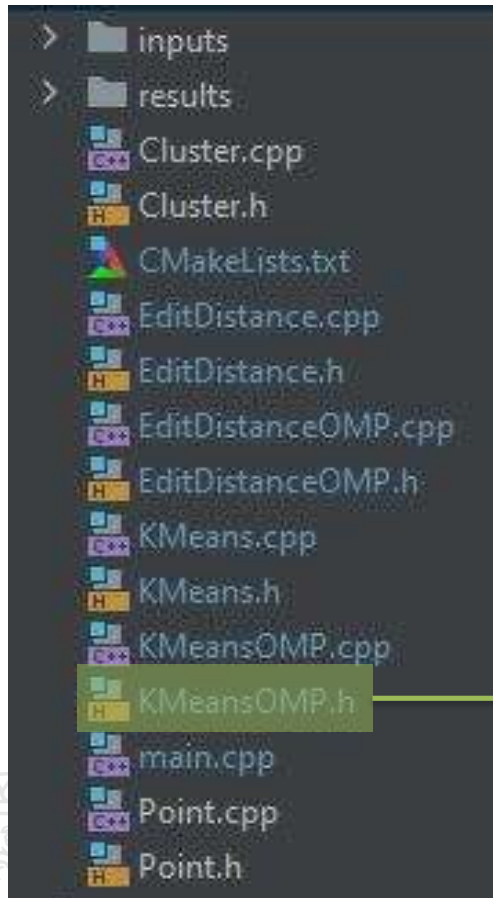 inputs
results
C++ Cluster.cpp
H Cluster.h
CMakeLists.txt
C++ EditDistance.cpp
H EditDistance.h
C++ EditDistanceOMP.cpp
H EditDistanceOMP.h
C++ KMeans.cpp
H KMeans.h
C++ KMeansOMP.cpp
H KMeansOMP.h
C++ main.cpp
C++ Point.cpp
H Point.h